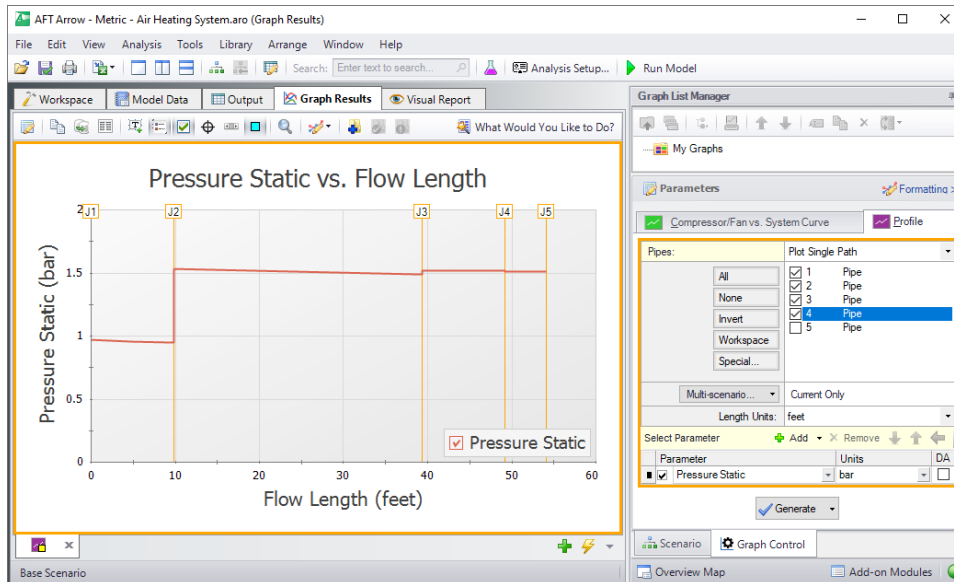 AFT Arrow - Metric - Air Heating System.aro (Graph Results)
File Edit View Analysis Tools Library Arrange Window Help
Search: Enter text to search... Analysis Setup... Run Model
Workspace Model Data Output Graph Results Visual Report
What Would You Like to Do?
Pressure Static vs. Flow Length
J1 J2 J3 J4 J5
2
1.5
1
0.5
0
Pressure Static (bar)
Pressure Static
0 10 20 30 40 50 60
Flow Length (feet)
Base Scenario
Graph List Manager
My Graphs
Parameters Formatting >
Compressor/Fan vs. System Curve Profile
Pipes: Plot Single Path
All
None
Invert
Workspace
Special...
1 Pipe
2 Pipe
3 Pipe
4 Pipe
5 Pipe
Multi-scenario... Current Only
Length Units: feet
Select Parameter Add Remove
Parameter Units DA
Pressure Static bar
Generate
Scenario Graph Control
Overview Map Add-on Modules